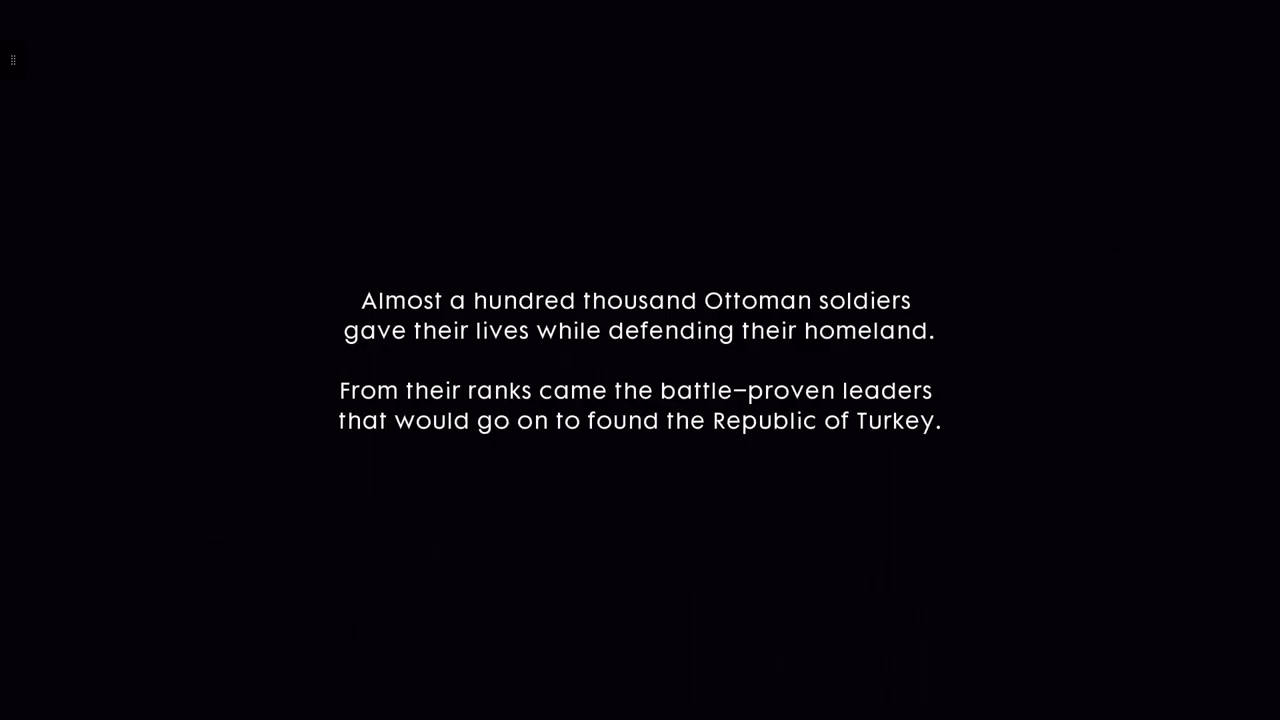 Almost a hundred thousand Ottoman soldiers
gave their lives while defending their homeland.
From their ranks came the battle–proven leaders
that would go on to found the Republic of Turkey.